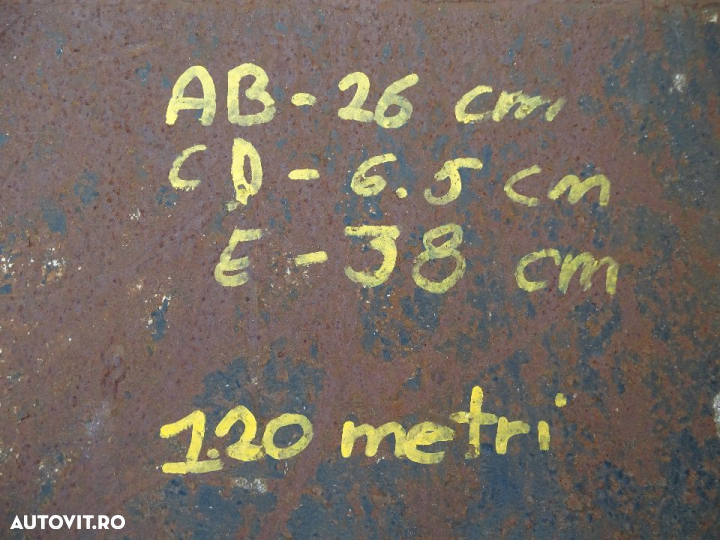 AB - 26 cm
CD - 6.5 cm
E - 38 cm
1.20 metri
AUTOVIT.RO